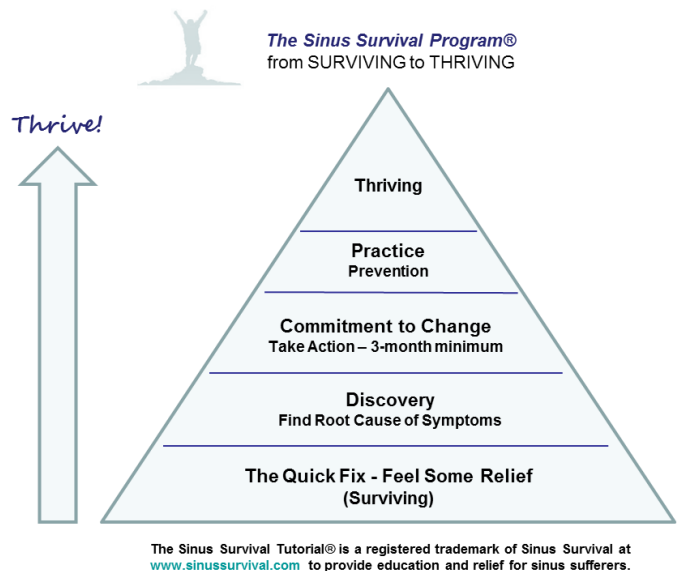 The Sinus Survival Program®
from SURVIVING to THRIVING
Thrive!
Thriving
Practice
Prevention
Commitment to Change
Take Action – 3-month minimum
Discovery
Find Root Cause of Symptoms
The Quick Fix - Feel Some Relief
(Surviving)
The Sinus Survival Tutorial® is a registered trademark of Sinus Survival at
www.sinussurvival.com to provide education and relief for sinus sufferers.